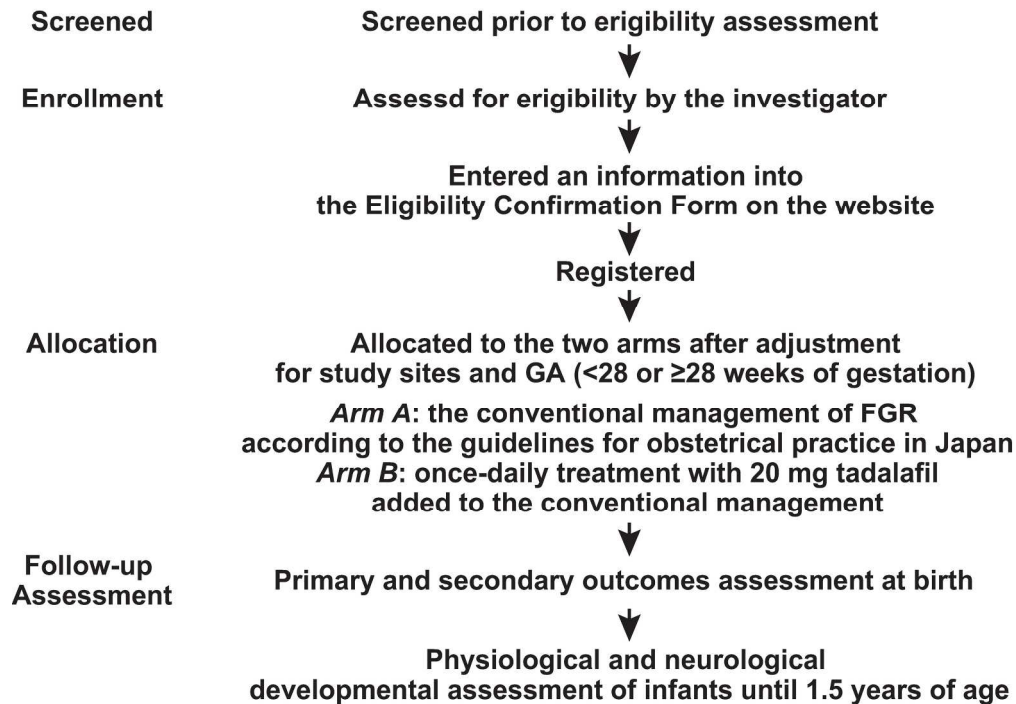 Screened
Screened prior to erigibility assessment
Enrollment
Assessd for erigibility by the investigator
Entered an information into
the Eligibility Confirmation Form on the website
Registered
Allocation
Allocated to the two arms after adjustment
for study sites and GA (<28 or ≥28 weeks of gestation)
Arm A: the conventional management of FGR
according to the guidelines for obstetrical practice in Japan
Arm B: once-daily treatment with 20 mg tadalafil
added to the conventional management
Follow-up
Assessment
Primary and secondary outcomes assessment at birth
Physiological and neurological
developmental assessment of infants until 1.5 years of age